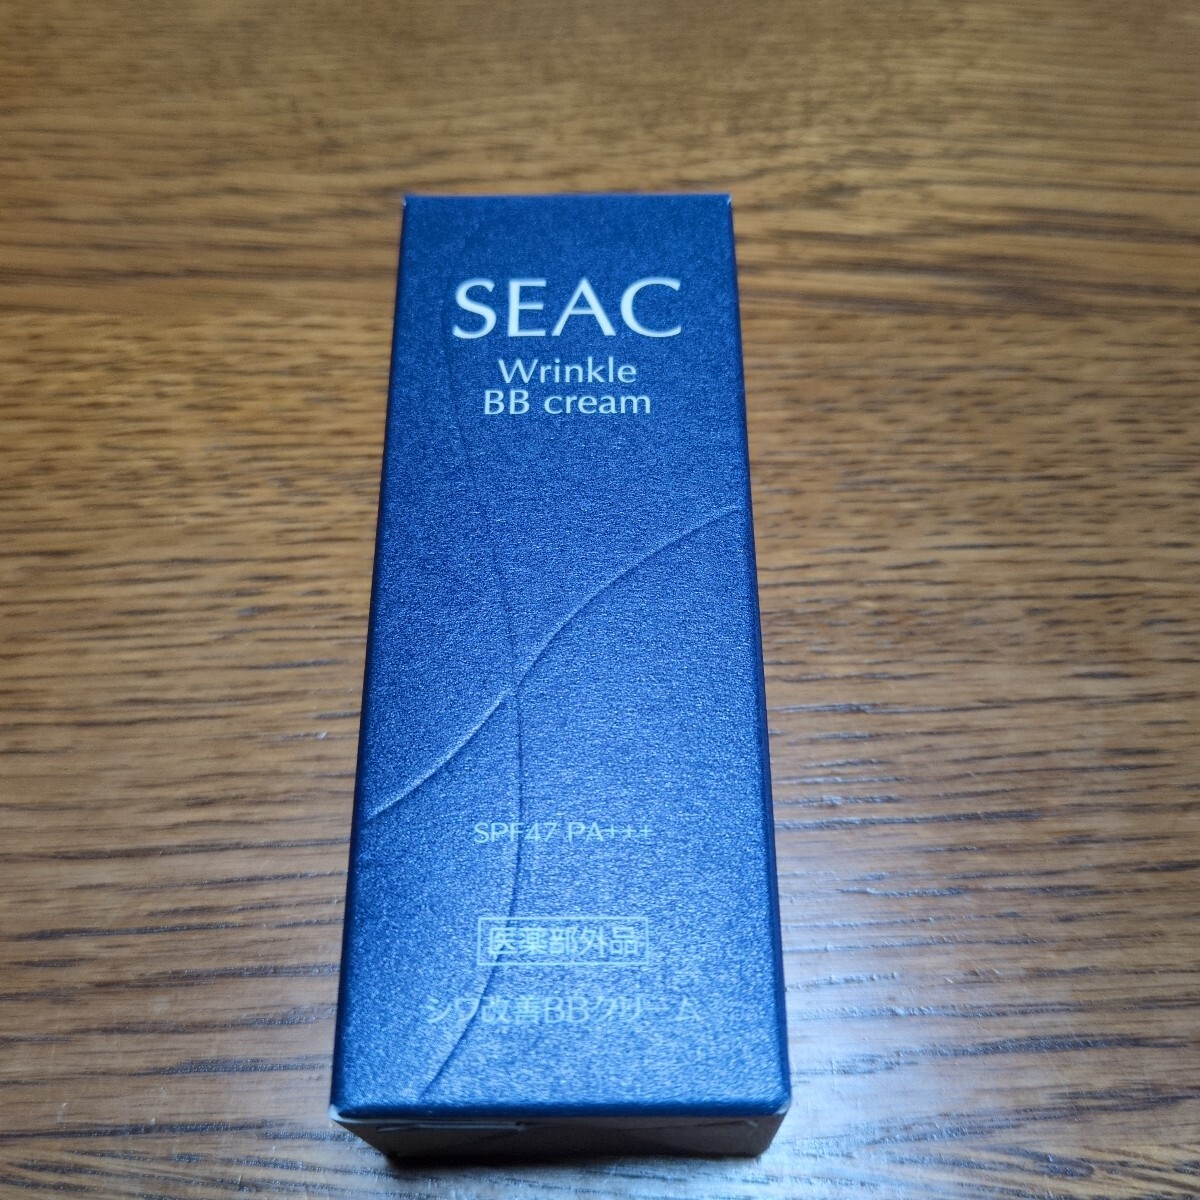 SEAC
Wrinkle
BB cream
SPF47 PA+++
医薬部外品
シワ改善BBクリーム